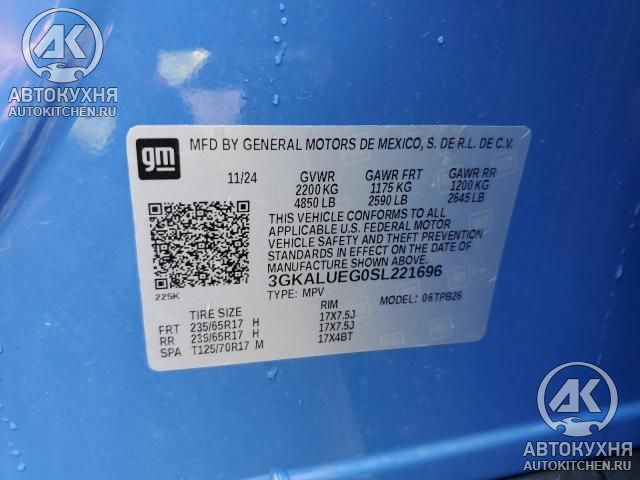 AK
АВТОКУХНЯ
AUTOKITCHEN.RU
gm
MFD BY GENERAL MOTORS DE MEXICO, S. DE R.L. DE C.V.
11/24 GVWR GAWR FRT GAWR RR
2200 KG 1175 KG 1200 KG
4850 LB 2590 LB 2645 LB
THIS VEHICLE CONFORMS TO ALL
APPLICABLE U.S. FEDERAL MOTOR
VEHICLE SAFETY AND THEFT PREVENTION
STANDARDS IN EFFECT ON THE DATE OF
MANUFACTURE SHOWN ABOVE.
3GKALUEG0SL221696
225K TYPE: MPV MODEL: 06TPB26
TIRE SIZE RIM
FRT 235/65R17 H 17X7.5J
RR 235/65R17 H 17X7.5J
SPA T125/70R17 M 17X4BT
AK
АВТОКУХНЯ
AUTOKITCHEN.RU